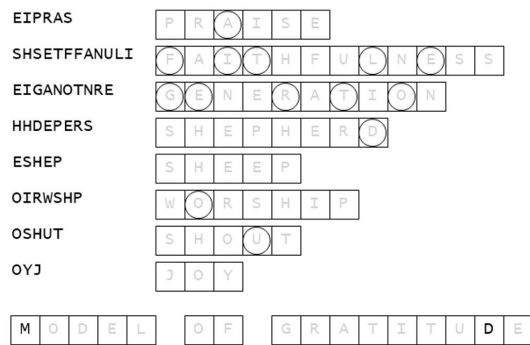 EIPRAS PRAISE
SHSETFFANULI FAITHFULNESS
EIGANOTNRE GENERATION
HHDEPERS SHEPHERD
ESHEP SHEEP
OIRWSHP WORSHIP
OSHUT SHOUT
OYJ JOY
MODEL OF GRATITUDE